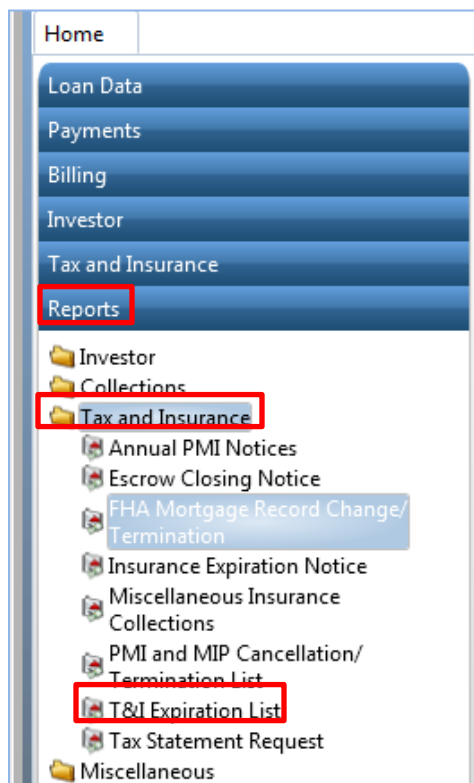 Home
Loan Data
Payments
Billing
Investor
Tax and Insurance
Reports
Investor
Collections
Tax and Insurance
Annual PMI Notices
Escrow Closing Notice
FHA Mortgage Record Change/
Termination
Insurance Expiration Notice
Miscellaneous Insurance
Collections
PMI and MIP Cancellation/
Termination List
T&I Expiration List
Tax Statement Request
Miscellaneous